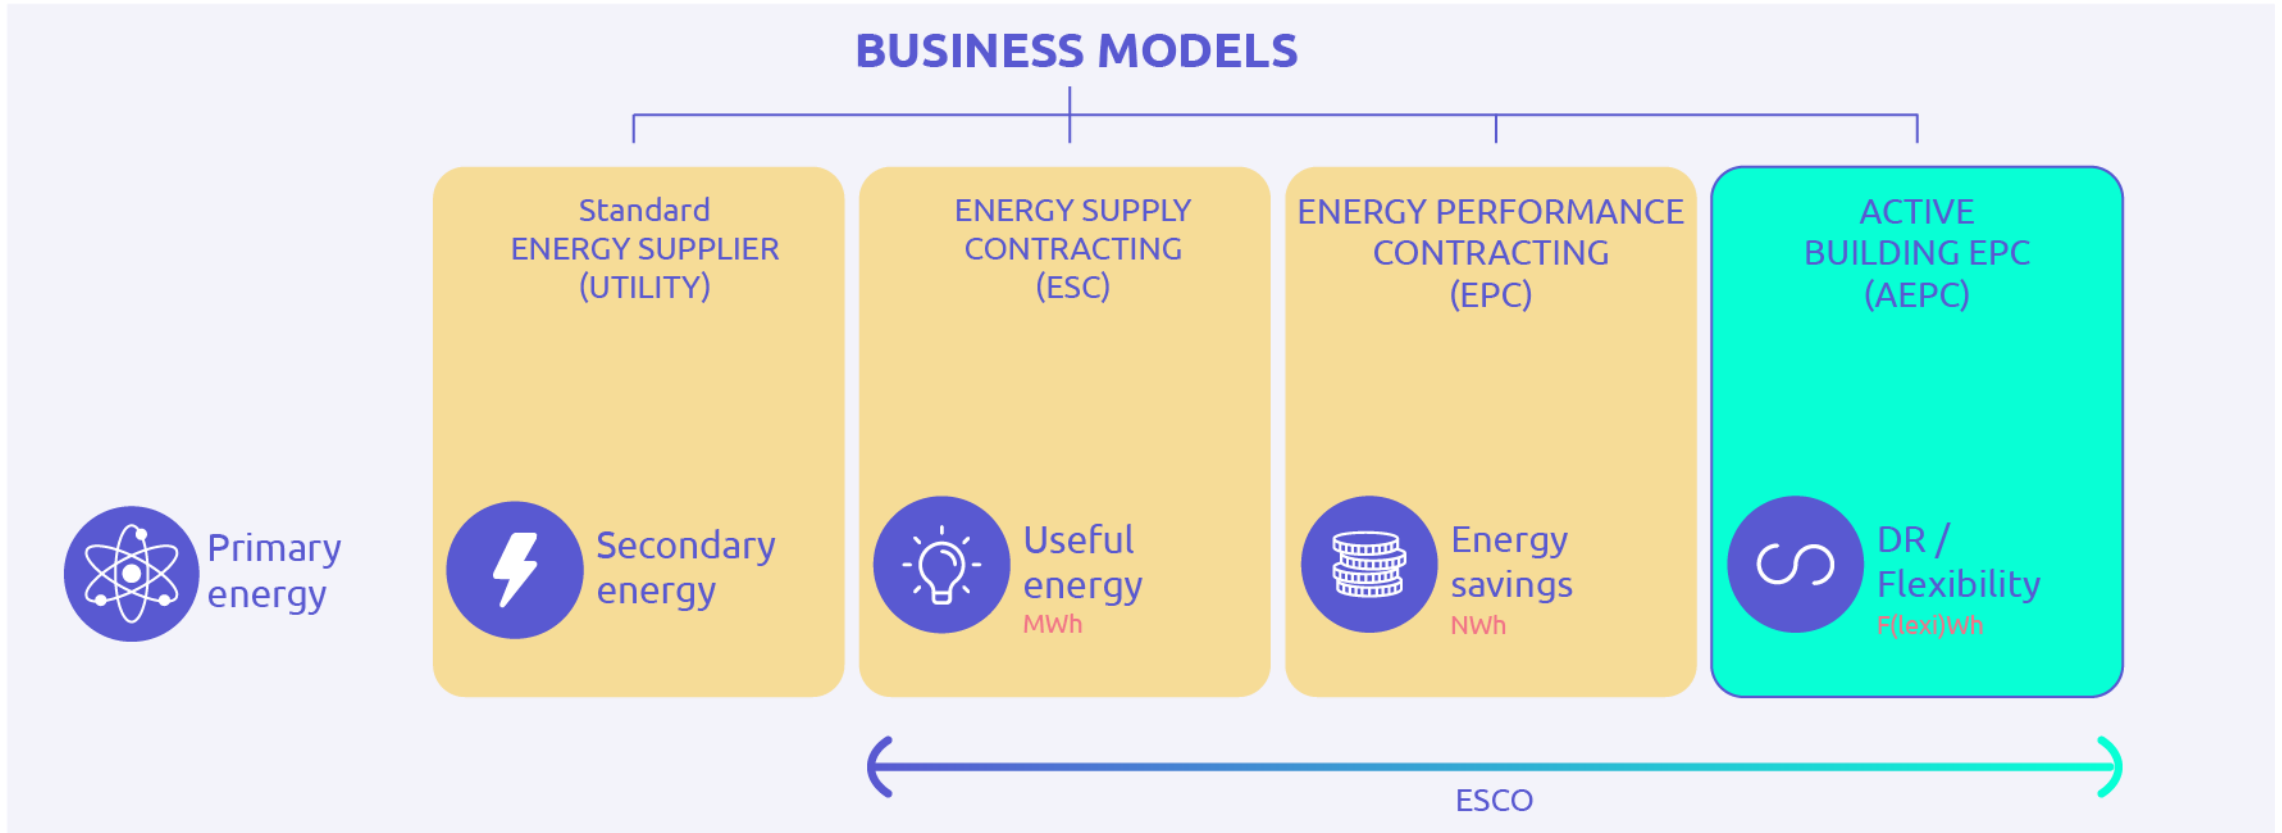 BUSINESS MODELS
Standard
ENERGY SUPPLIER
(UTILITY)
ENERGY SUPPLY
CONTRACTING
(ESC)
ENERGY PERFORMANCE
CONTRACTING
(EPC)
ACTIVE
BUILDING EPC
(AEPC)
Primary
energy
Secondary
energy
Useful
energy
MWh
Energy
savings
NWh
DR /
Flexibility
F(lexi)Wh
ESCO